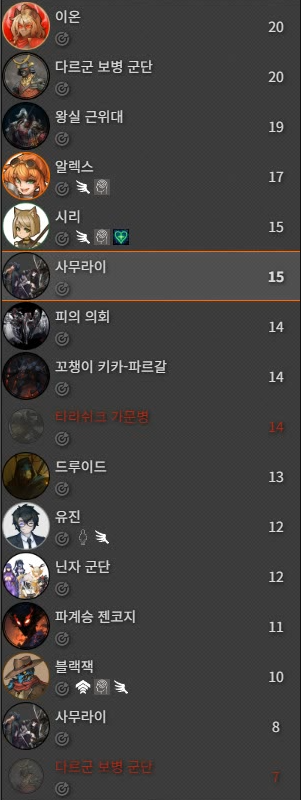 이온 20
다르군 보병 군단 20
왕실 근위대 19
알렉스 17
시리 15
사무라이 15
피의 의회 14
꼬챙이 키카-파르갈 14
타라쉬크 가문병 14
드루이드 13
유진 12
닌자 군단 12
파계승 젠코지 11
블랙잭 10
사무라이 8
다르군 보병 군단 7